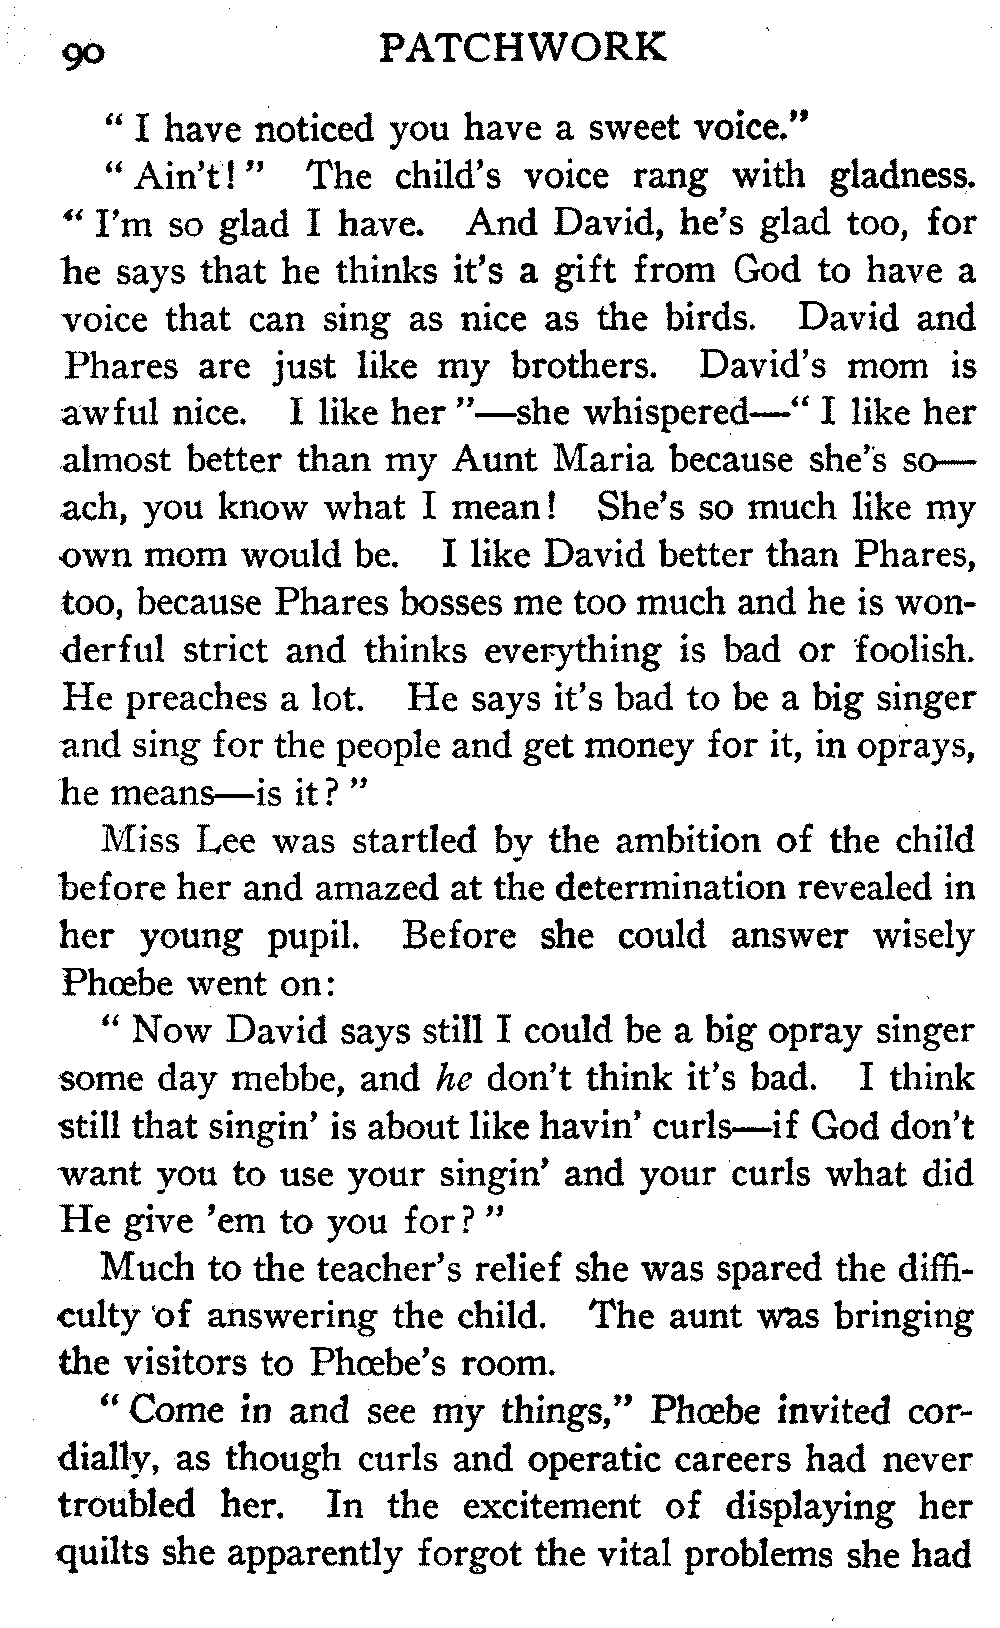 90 PATCHWORK
“ I have noticed you have a sweet voice.”
“ Ain't! ” The child's voice rang with gladness.
“ I'm so glad I have. And David, he's glad too, for
he says that he thinks it's a gift from God to have a
voice that can sing as nice as the birds. David and
Phares are just like my brothers. David's mom is
awful nice. I like her ”—she whispered—“ I like her
almost better than my Aunt Maria because she's so—
ach, you know what I mean! She's so much like my
own mom would be. I like David better than Phares,
too, because Phares bosses me too much and he is won-
derful strict and thinks everything is bad or foolish.
He preaches a lot. He says it's bad to be a big singer
and sing for the people and get money for it, in oprays,
he means—is it? ”
Miss Lee was startled by the ambition of the child
before her and amazed at the determination revealed in
her young pupil. Before she could answer wisely
Phœbe went on:
“ Now David says still I could be a big opray singer
some day mebbe, and he don't think it's bad. I think
still that singin' is about like havin' curls—if God don't
want you to use your singin' and your curls what did
He give 'em to you for? ”
Much to the teacher's relief she was spared the diffi-
culty of answering the child. The aunt was bringing
the visitors to Phœbe's room.
“ Come in and see my things,” Phœbe invited cor-
dially, as though curls and operatic careers had never
troubled her. In the excitement of displaying her
quilts she apparently forgot the vital problems she had